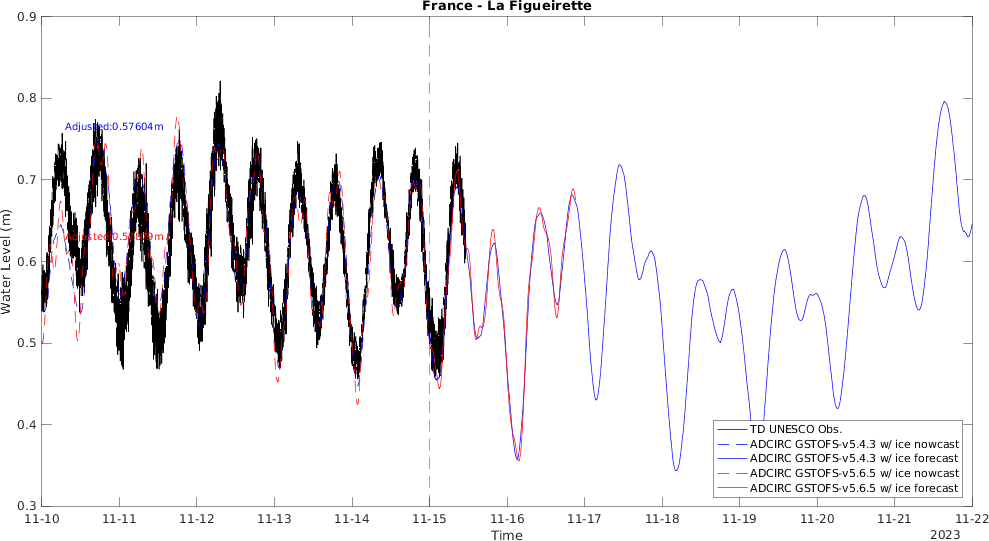 France - La Figueirette
0.9
0.8
0.7
0.6
0.5
0.4
0.3
Water Level (m)
Adjusted:0.57604m
11-10
11-11
11-12
11-13
11-14
11-15
11-16
11-17
11-18
11-19
11-20
11-21
11-22
Time
2023
TD UNESCO Obs.
ADCIRC GSTOFS-v5.4.3 w/ ice nowcast
ADCIRC GSTOFS-v5.4.3 w/ ice forecast
ADCIRC GSTOFS-v5.6.5 w/ ice nowcast
ADCIRC GSTOFS-v5.6.5 w/ ice forecast